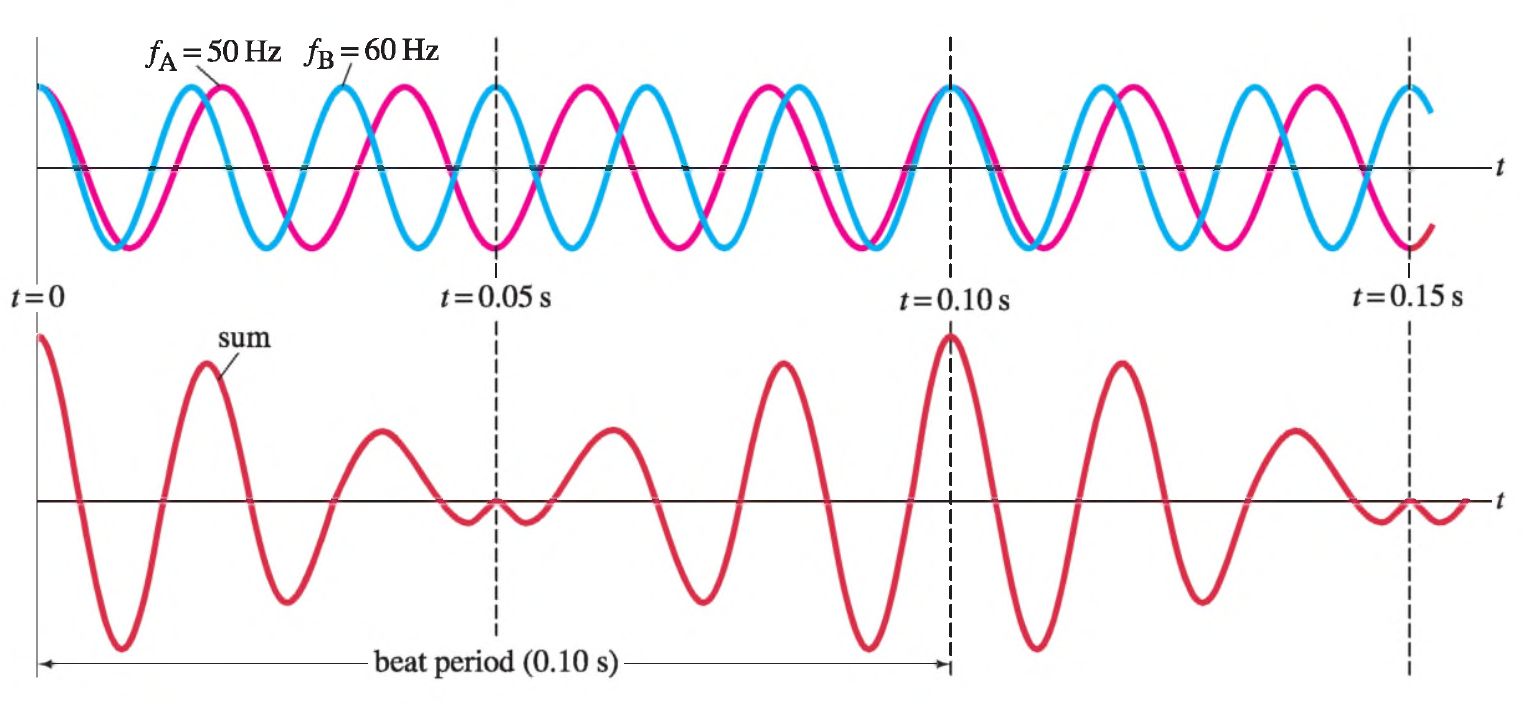 f_A = 50 Hz f_B = 60 Hz
t
t = 0 t = 0.05 s t = 0.10 s t = 0.15 s
sum
t
beat period (0.10 s)